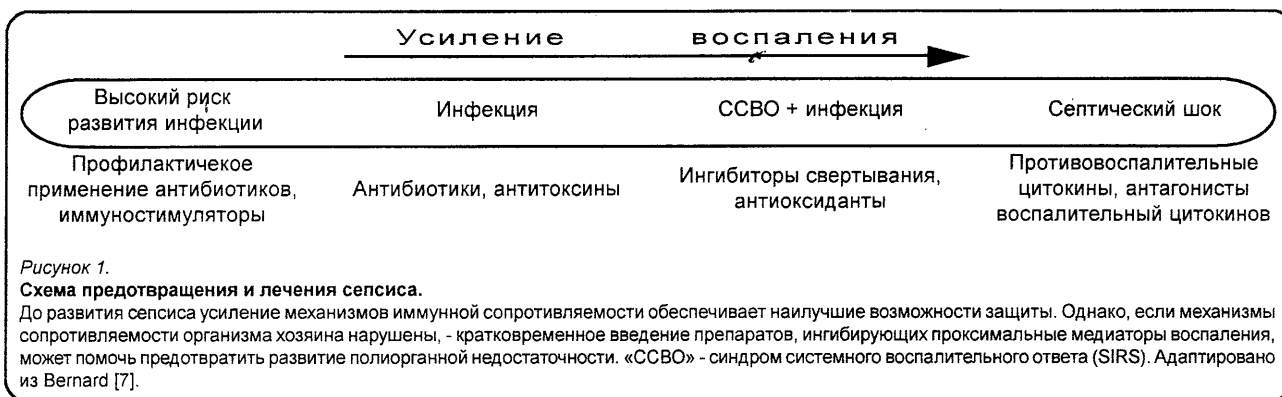 Усиление воспаления
Высокий риск
развития инфекции
Инфекция
ССВО + инфекция
Септический шок
Профилактичекое
применение антибиотиков,
иммуностимуляторы
Антибиотики, антитоксины
Ингибиторы свертывания,
антиоксиданты
Противовоспалительные
цитокины, антагонисты
воспалительный цитокинов
Рисунок 1.
Схема предотвращения и лечения сепсиса.
До развития сепсиса усиление механизмов иммунной сопротивляемости обеспечивает наилучшие возможности защиты. Однако, если механизмы
сопротивляемости организма хозяина нарушены, - кратковременное введение препаратов, ингибирующих проксимальные медиаторы воспаления,
может помочь предотвратить развитие полиорганной недостаточности. «ССВО» - синдром системного воспалительного ответа (SIRS). Адаптировано
из Bernard [7].